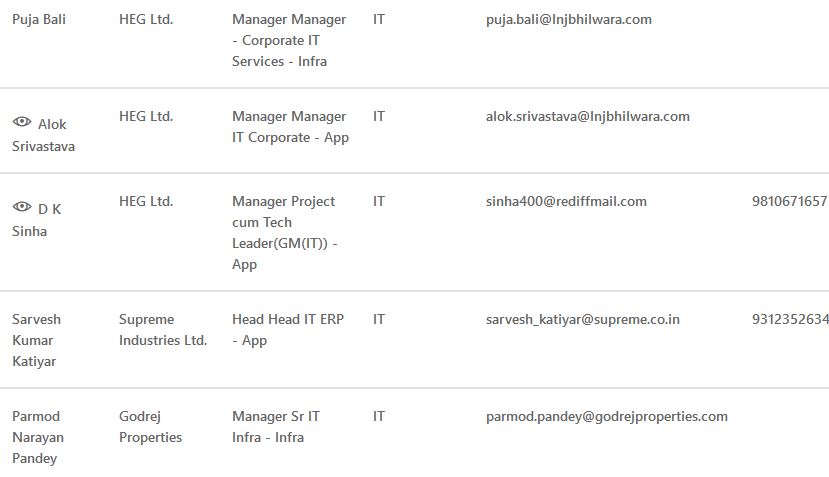 Puja Bali HEG Ltd. Manager Manager IT puja.bali@lnjbhilwara.com
- Corporate IT
Services - Infra
Alok HEG Ltd. Manager Manager IT alok.srivastava@lnjbhilwara.com
Srivastava IT Corporate - App
D K HEG Ltd. Manager Project IT sinha400@rediffmail.com 9810671657
Sinha cum Tech
Leader(GM(IT)) -
App
Sarvesh Supreme Head Head IT ERP IT sarvesh_katiyar@supreme.co.in 9312352634
Kumar Industries Ltd. - App
Katiyar
Parmod Godrej Manager Sr IT IT parmod.pandey@godrejproperties.com
Narayan Properties Infra - Infra
Pandey